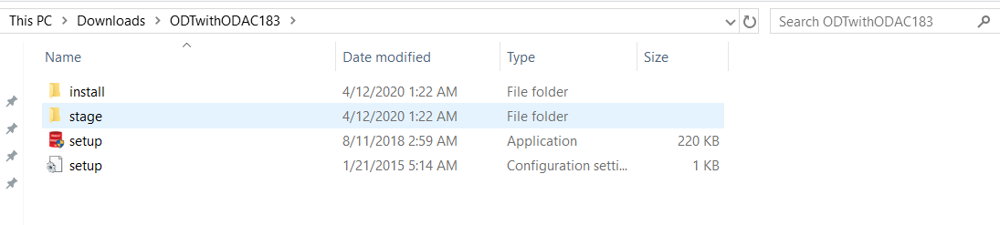 This PC > Downloads > ODTwithODAC183 Search ODTwithODAC183
Name Date modified Type Size
install 4/12/2020 1:22 AM File folder
stage 4/12/2020 1:22 AM File folder
setup 8/11/2018 2:59 AM Application 220 KB
setup 1/21/2015 5:14 AM Configuration setti... 1 KB